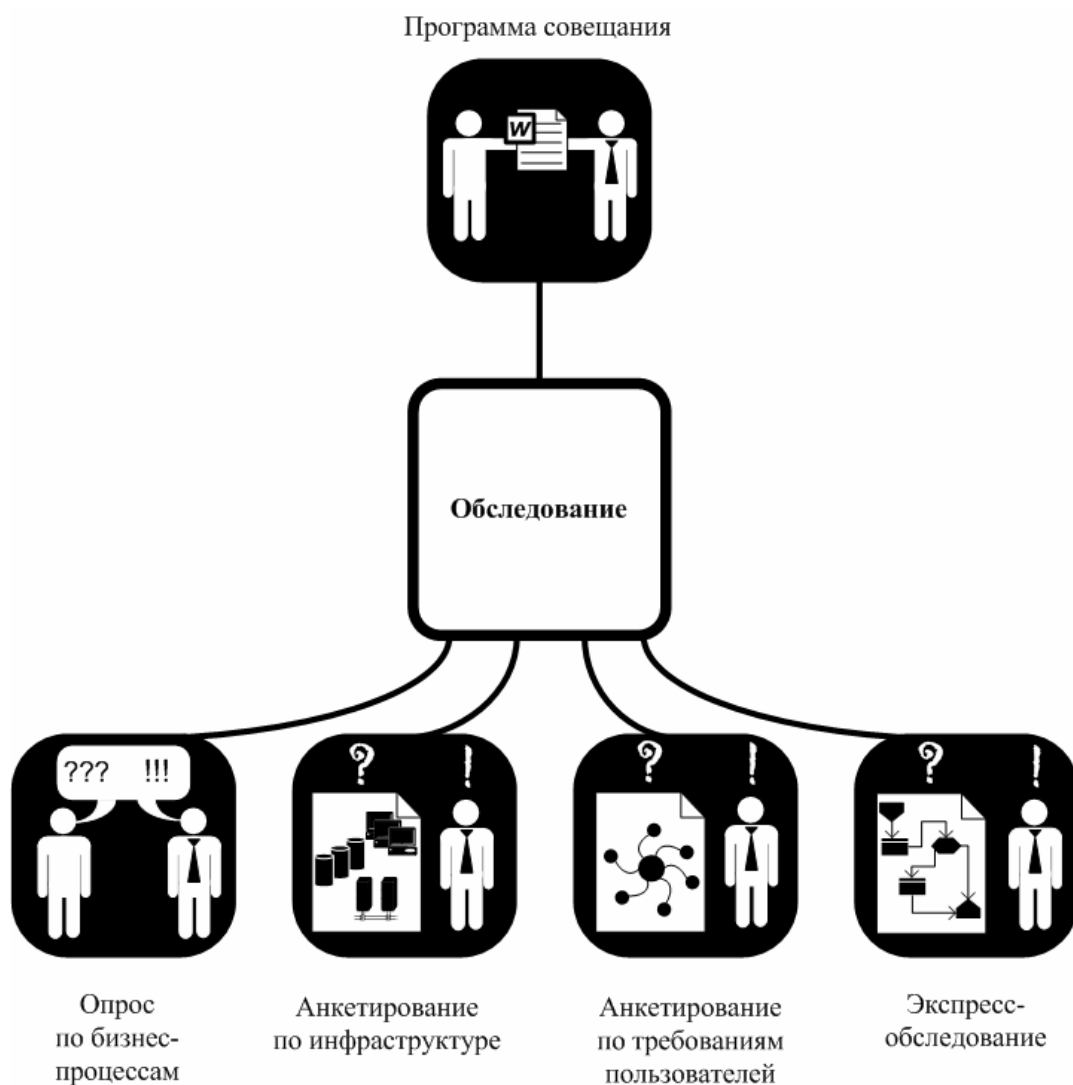 Программа совещания
W
Обследование
??? !!!
? !
? !
? !
Опрос
по бизнес-
процессам
Анкетирование
по инфраструктуре
Анкетирование
по требованиям
пользователей
Экспресс-
обследование